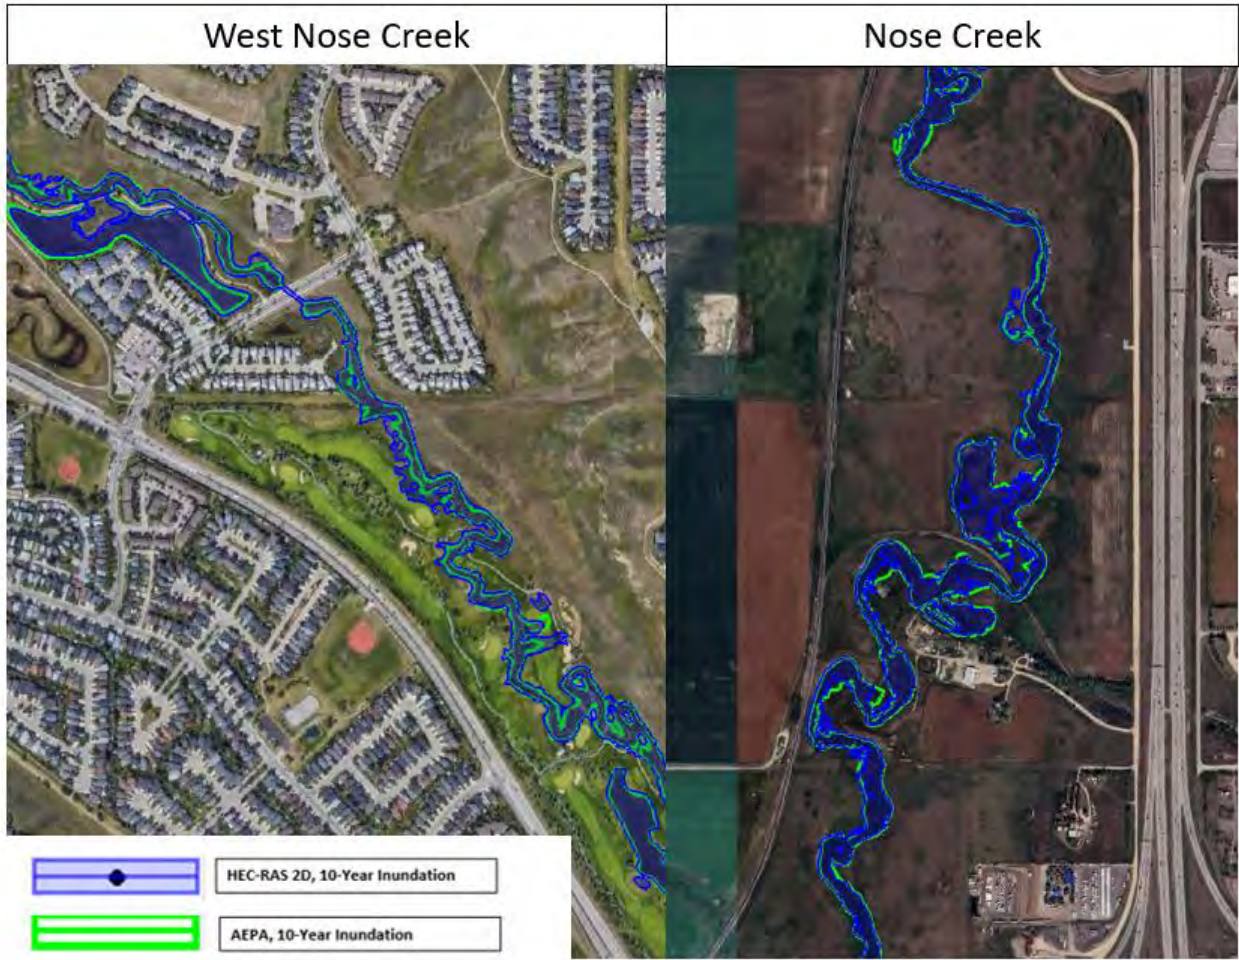 West Nose Creek
Nose Creek
HEC-RAS 2D, 10-Year Inundation
AEPA, 10-Year Inundation